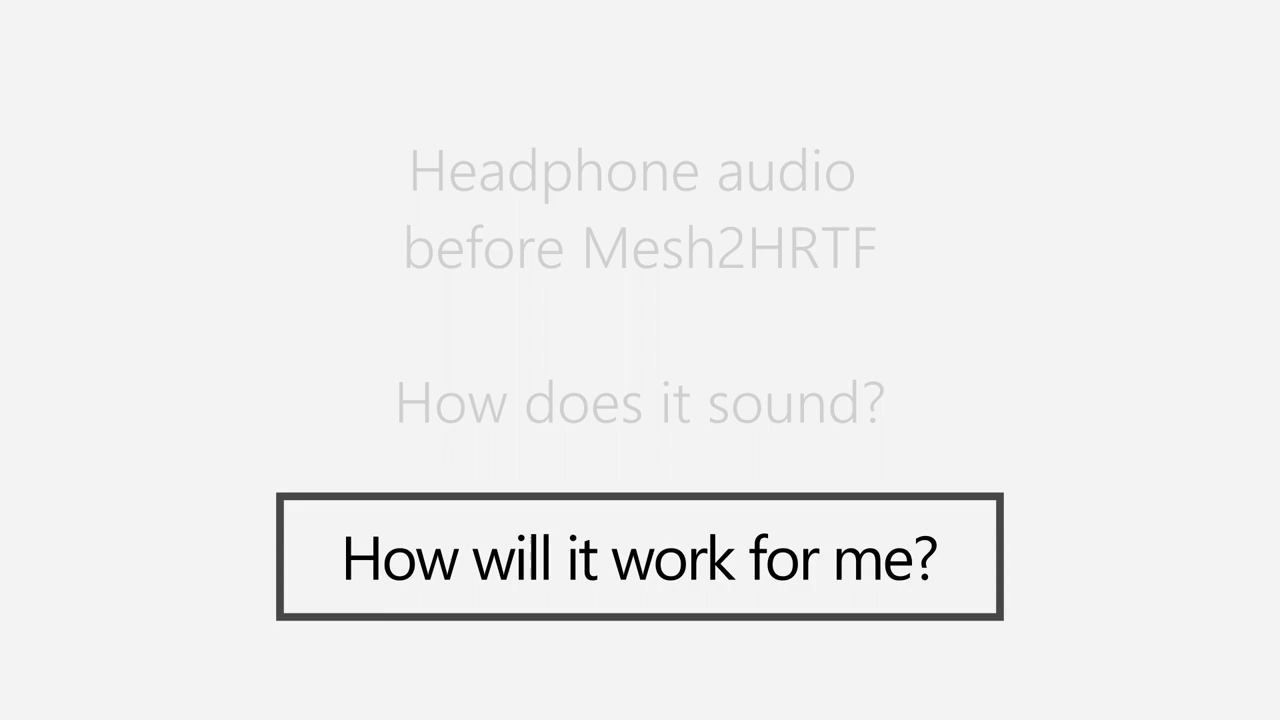 Headphone audio
before Mesh2HRTF
How does it sound?
How will it work for me?